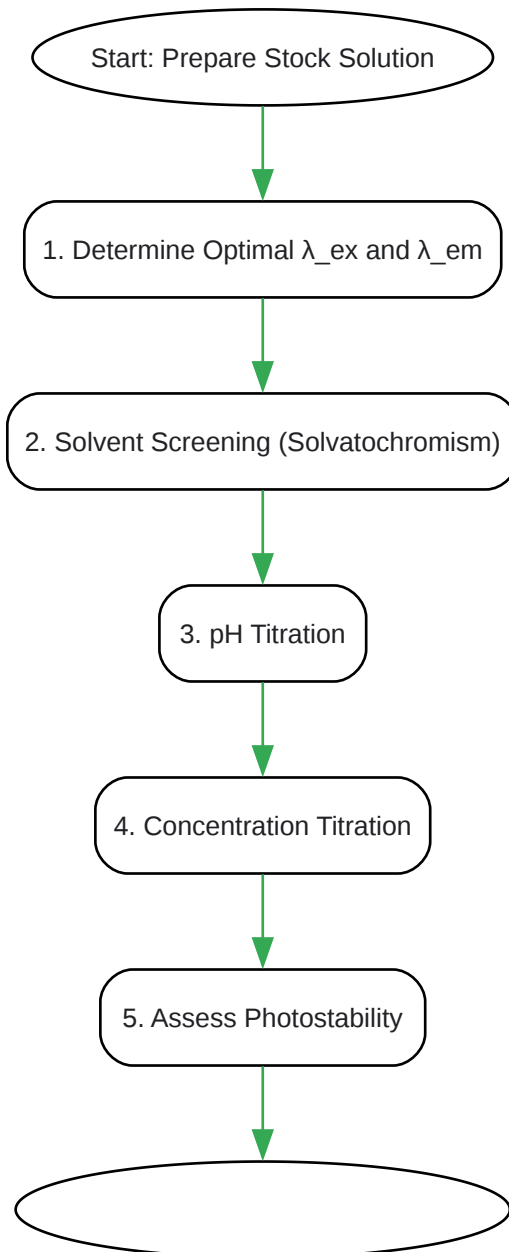 Start: Prepare Stock Solution
1. Determine Optimal λ_ex and λ_em
2. Solvent Screening (Solvatochromism)
3. pH Titration
4. Concentration Titration
5. Assess Photostability